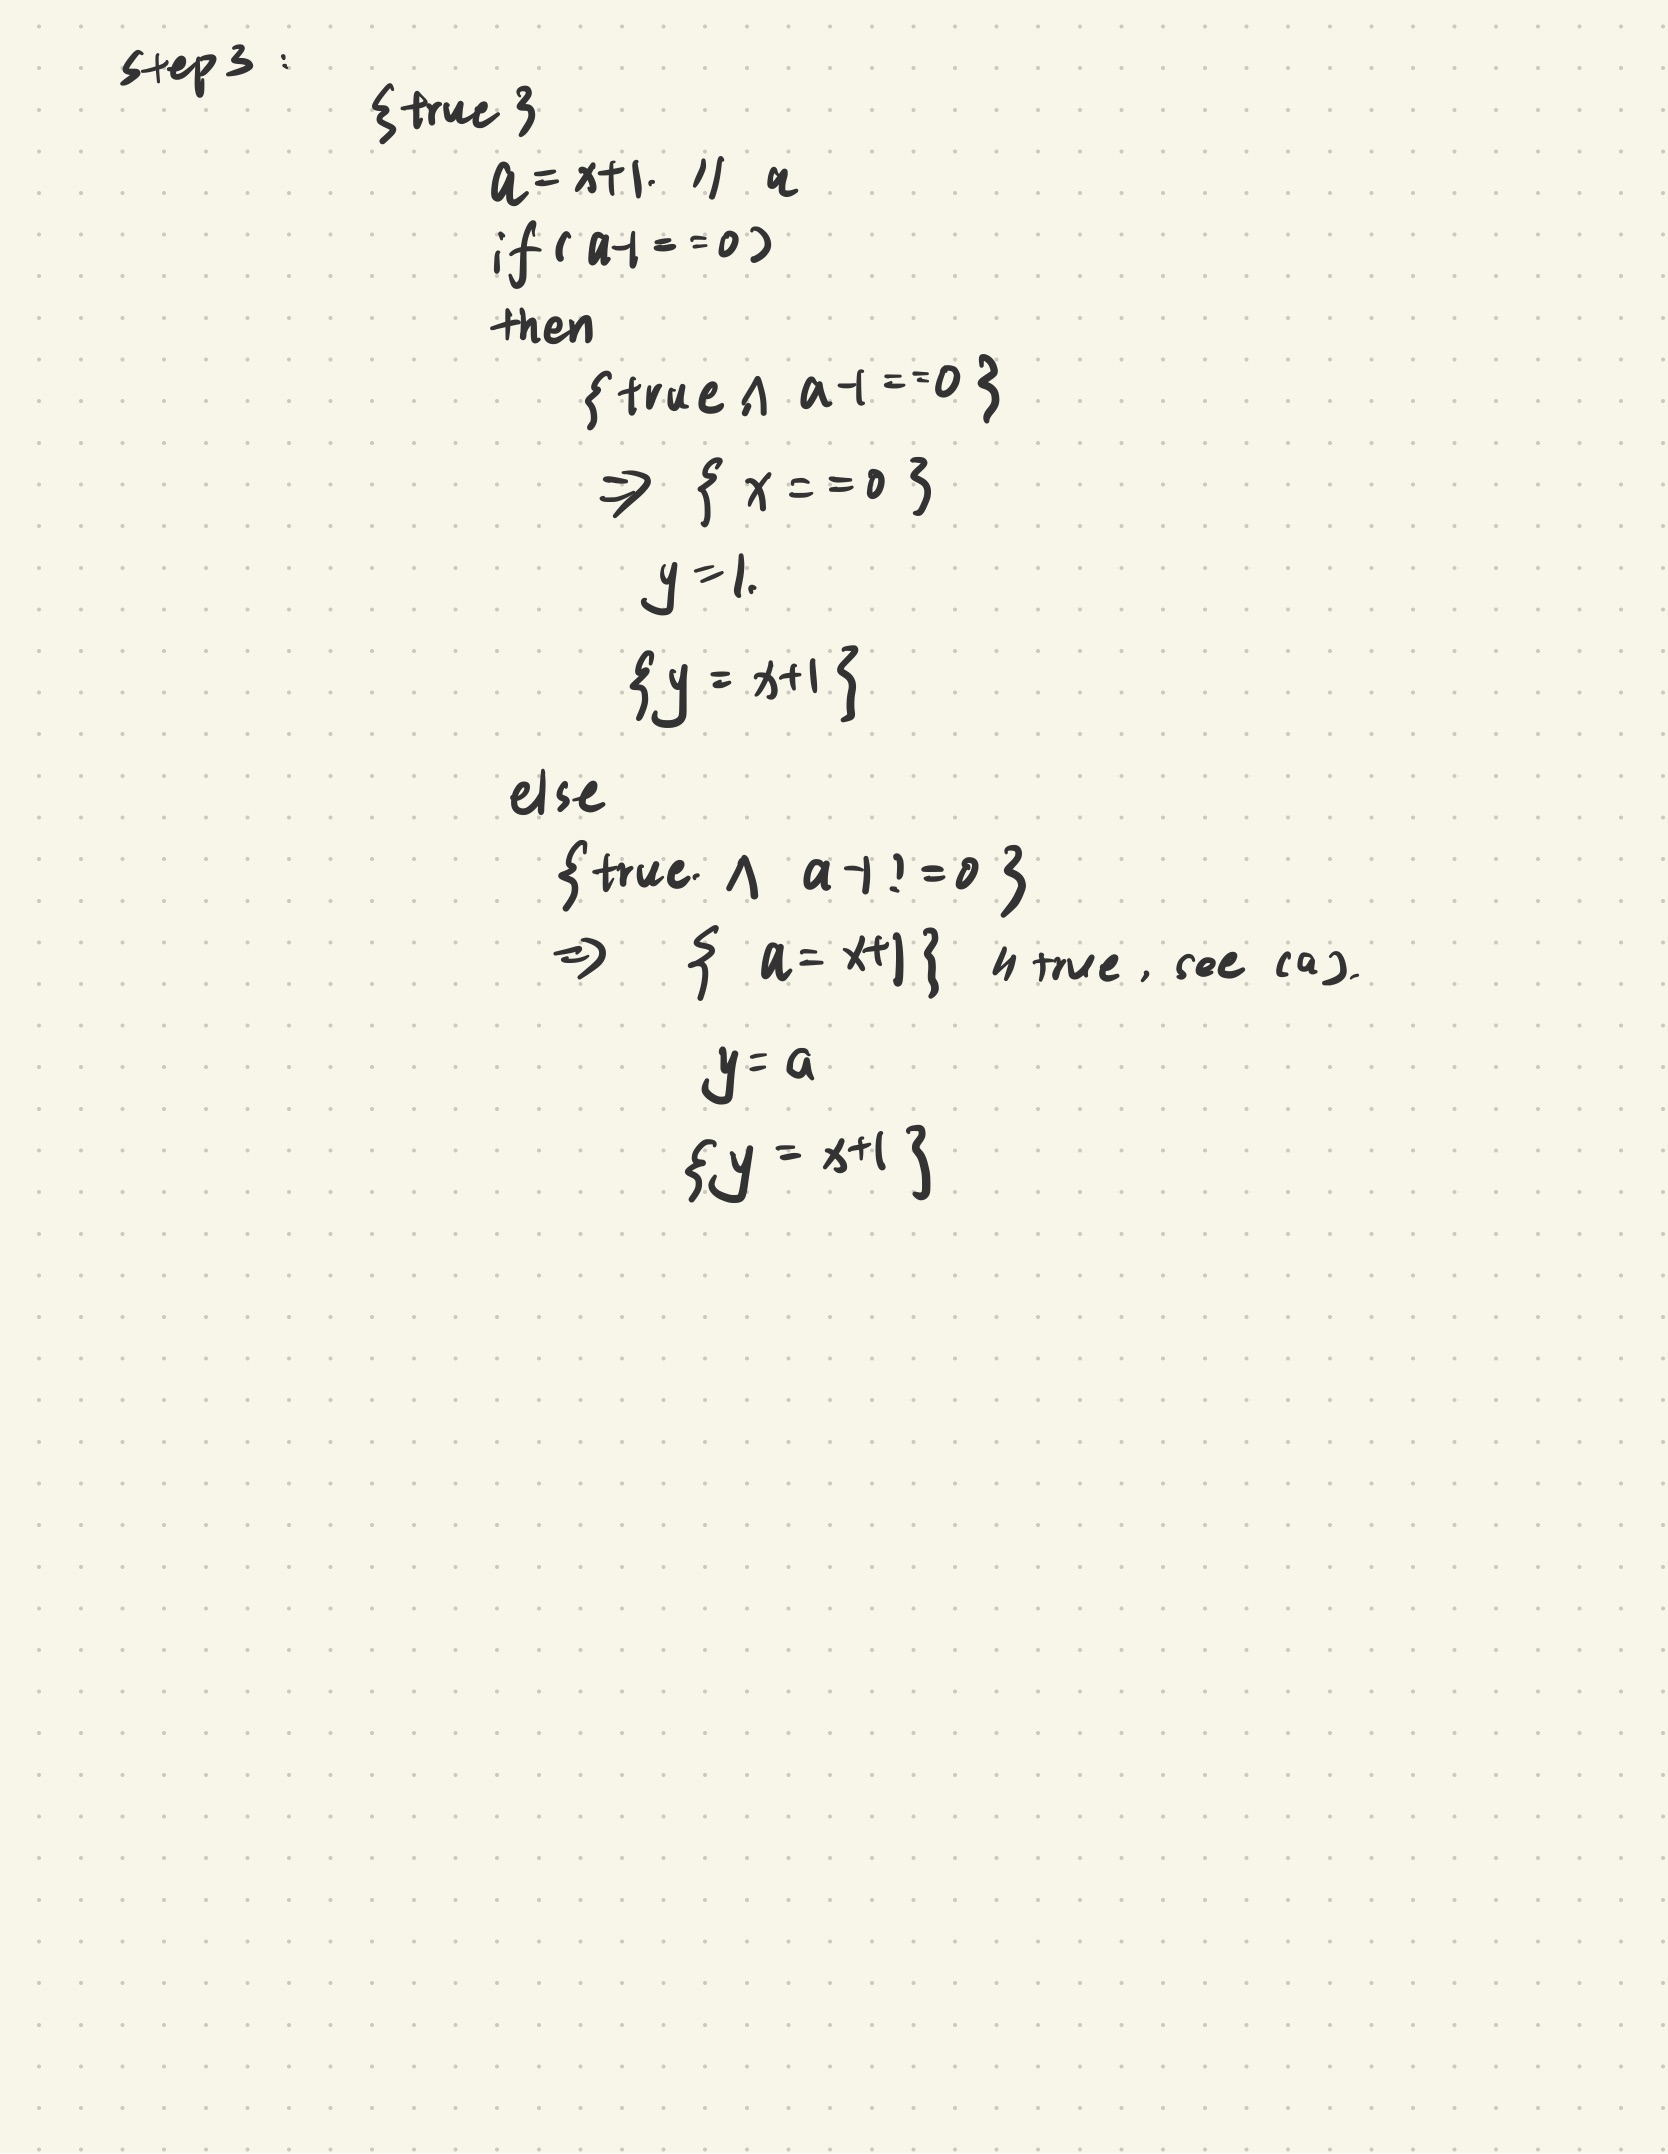 step3 :
{true}
a = x+1. // a
if ( a-1 = = 0 )
then
{ true ∧ a-1 = = 0 }
⇒ { x = = 0 }
y = 1.
{ y = x+1 }
else
{ true. ∧ a-1 ! = 0 }
⇒ { a = x+1 } // true , see (a).
y = a
{ y = x+1 }